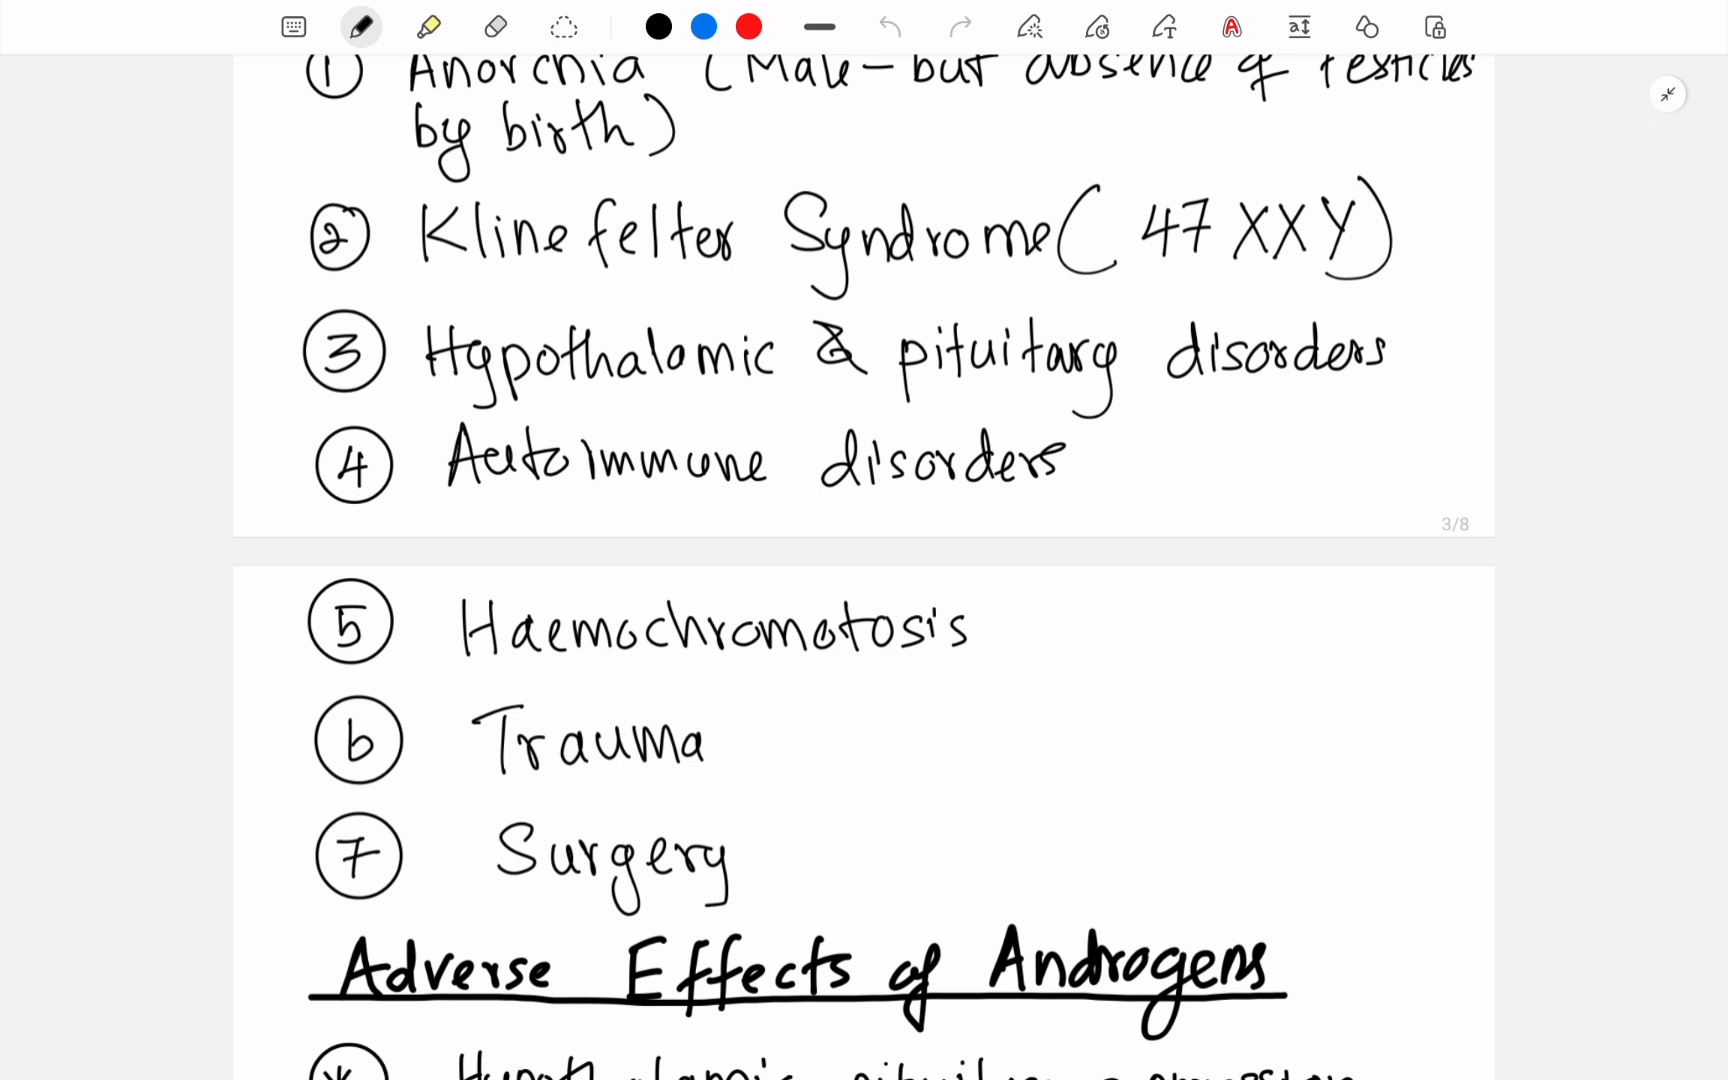 ① Anorchia (Male - but absence of testicles
by birth)
② Klinefelter Syndrome (47 XXY)
③ Hypothalamic & pituitary disorders
④ Autoimmune disorders
3/8
⑤ Haemochromotosis
⑥ Trauma
⑦ Surgery
Adverse Effects of Androgens